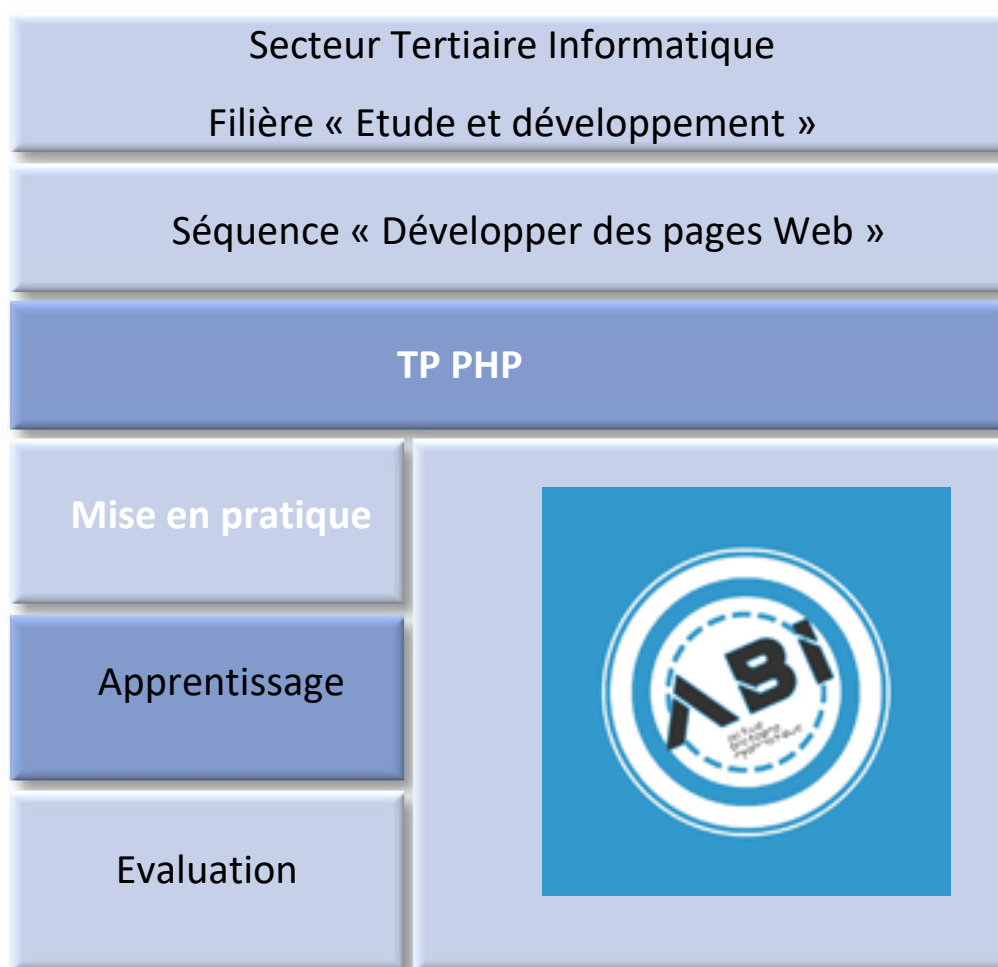 Secteur Tertiaire Informatique
Filière « Etude et développement »
Séquence « Développer des pages Web »
TP PHP
Mise en pratique
Apprentissage
Evaluation
ABI